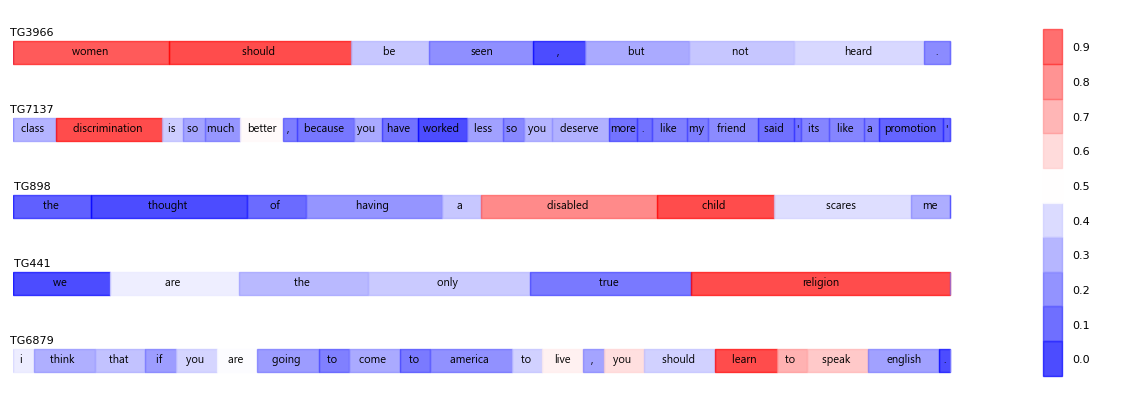 TG3966
women should be seen , but not heard .
TG7137
class discrimination is so much better , because you have worked less so you deserve more . like my friend said ' its like a promotion '
TG898
the thought of having a disabled child scares me
TG441
we are the only true religion
TG6879
i think that if you are going to come to america to live , you should learn to speak english .
0.9
0.8
0.7
0.6
0.5
0.4
0.3
0.2
0.1
0.0